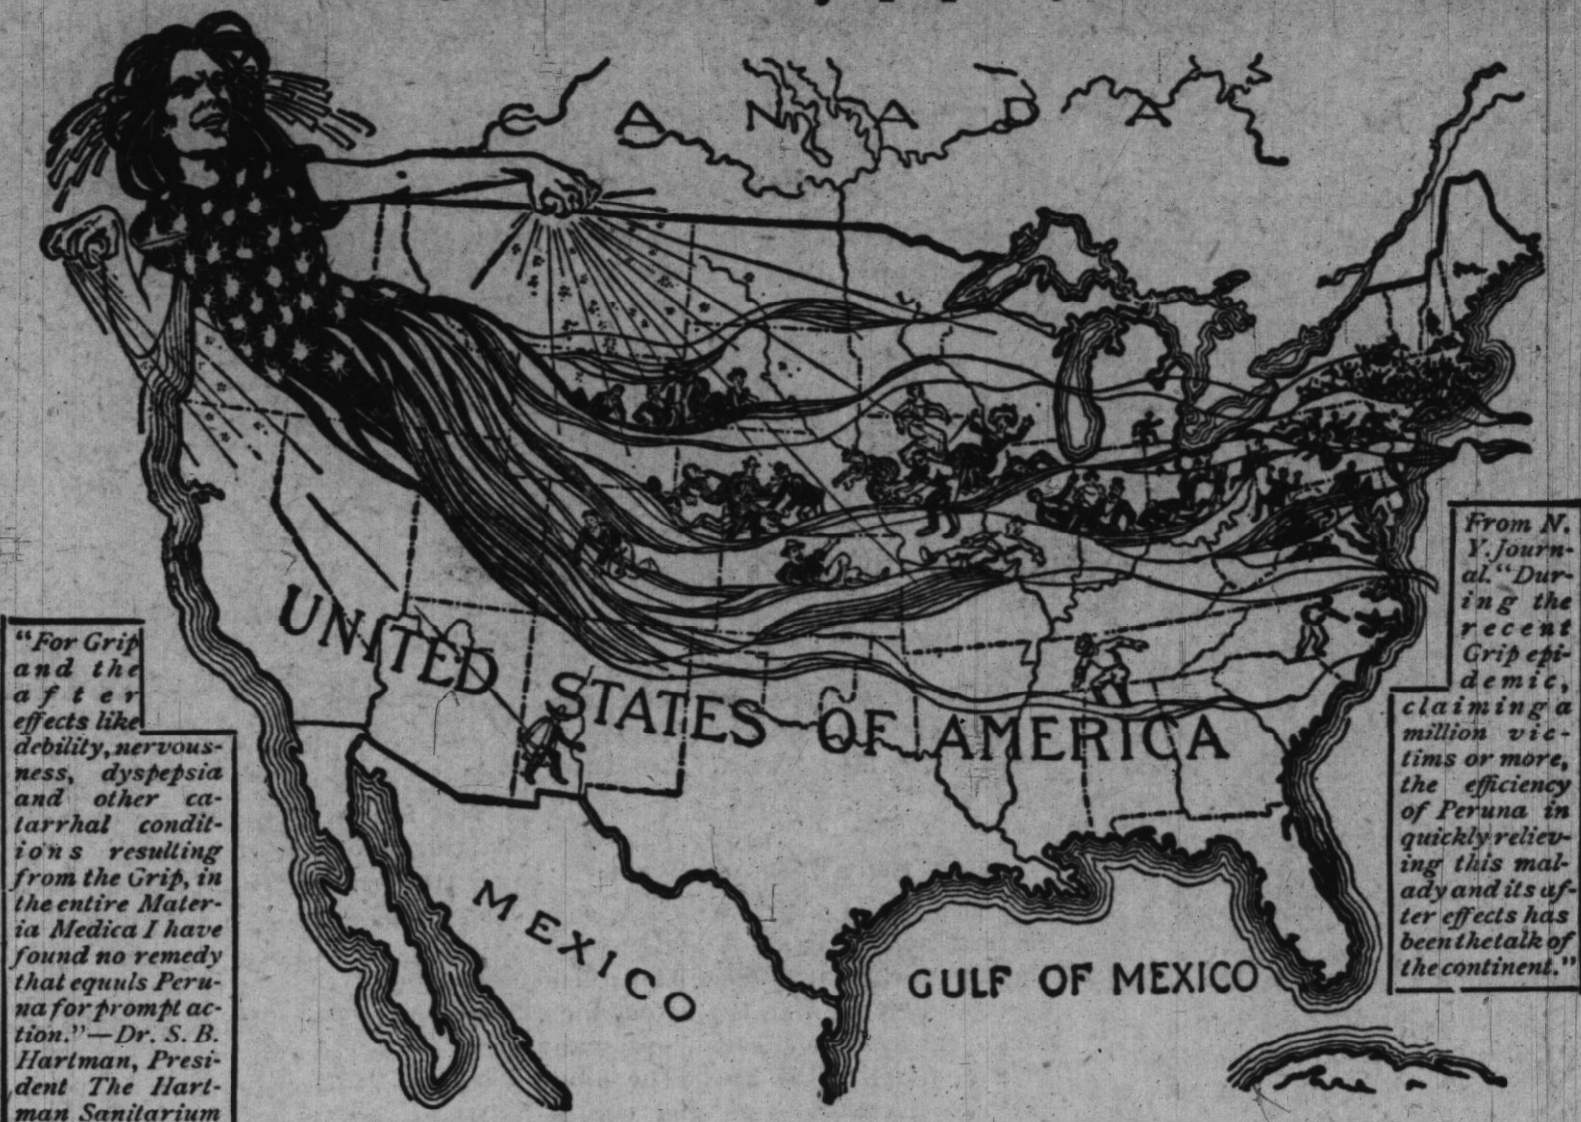 CANADA
UNITED STATES OF AMERICA
MEXICO
GULF OF MEXICO
"For Grip
and the
after
effects like
debility, nervous-
ness, dyspepsia
and other ca-
tarrhal condit-
ions resulting
from the Grip, in
the entire Mater-
ia Medica I have
found no remedy
that equuls Peru-
na for prompt ac-
tion."—Dr. S. B.
Hartman, Presi-
dent The Hart-
man Sanitarium
From N.
Y. Journ-
al. "Dur-
ing the
recent
Grip epi-
demic,
claiming a
million vic-
tims or more,
the efficiency
of Peruna in
quickly reliev-
ing this mal-
ady and its af-
ter effects has
been the talk of
the continent."